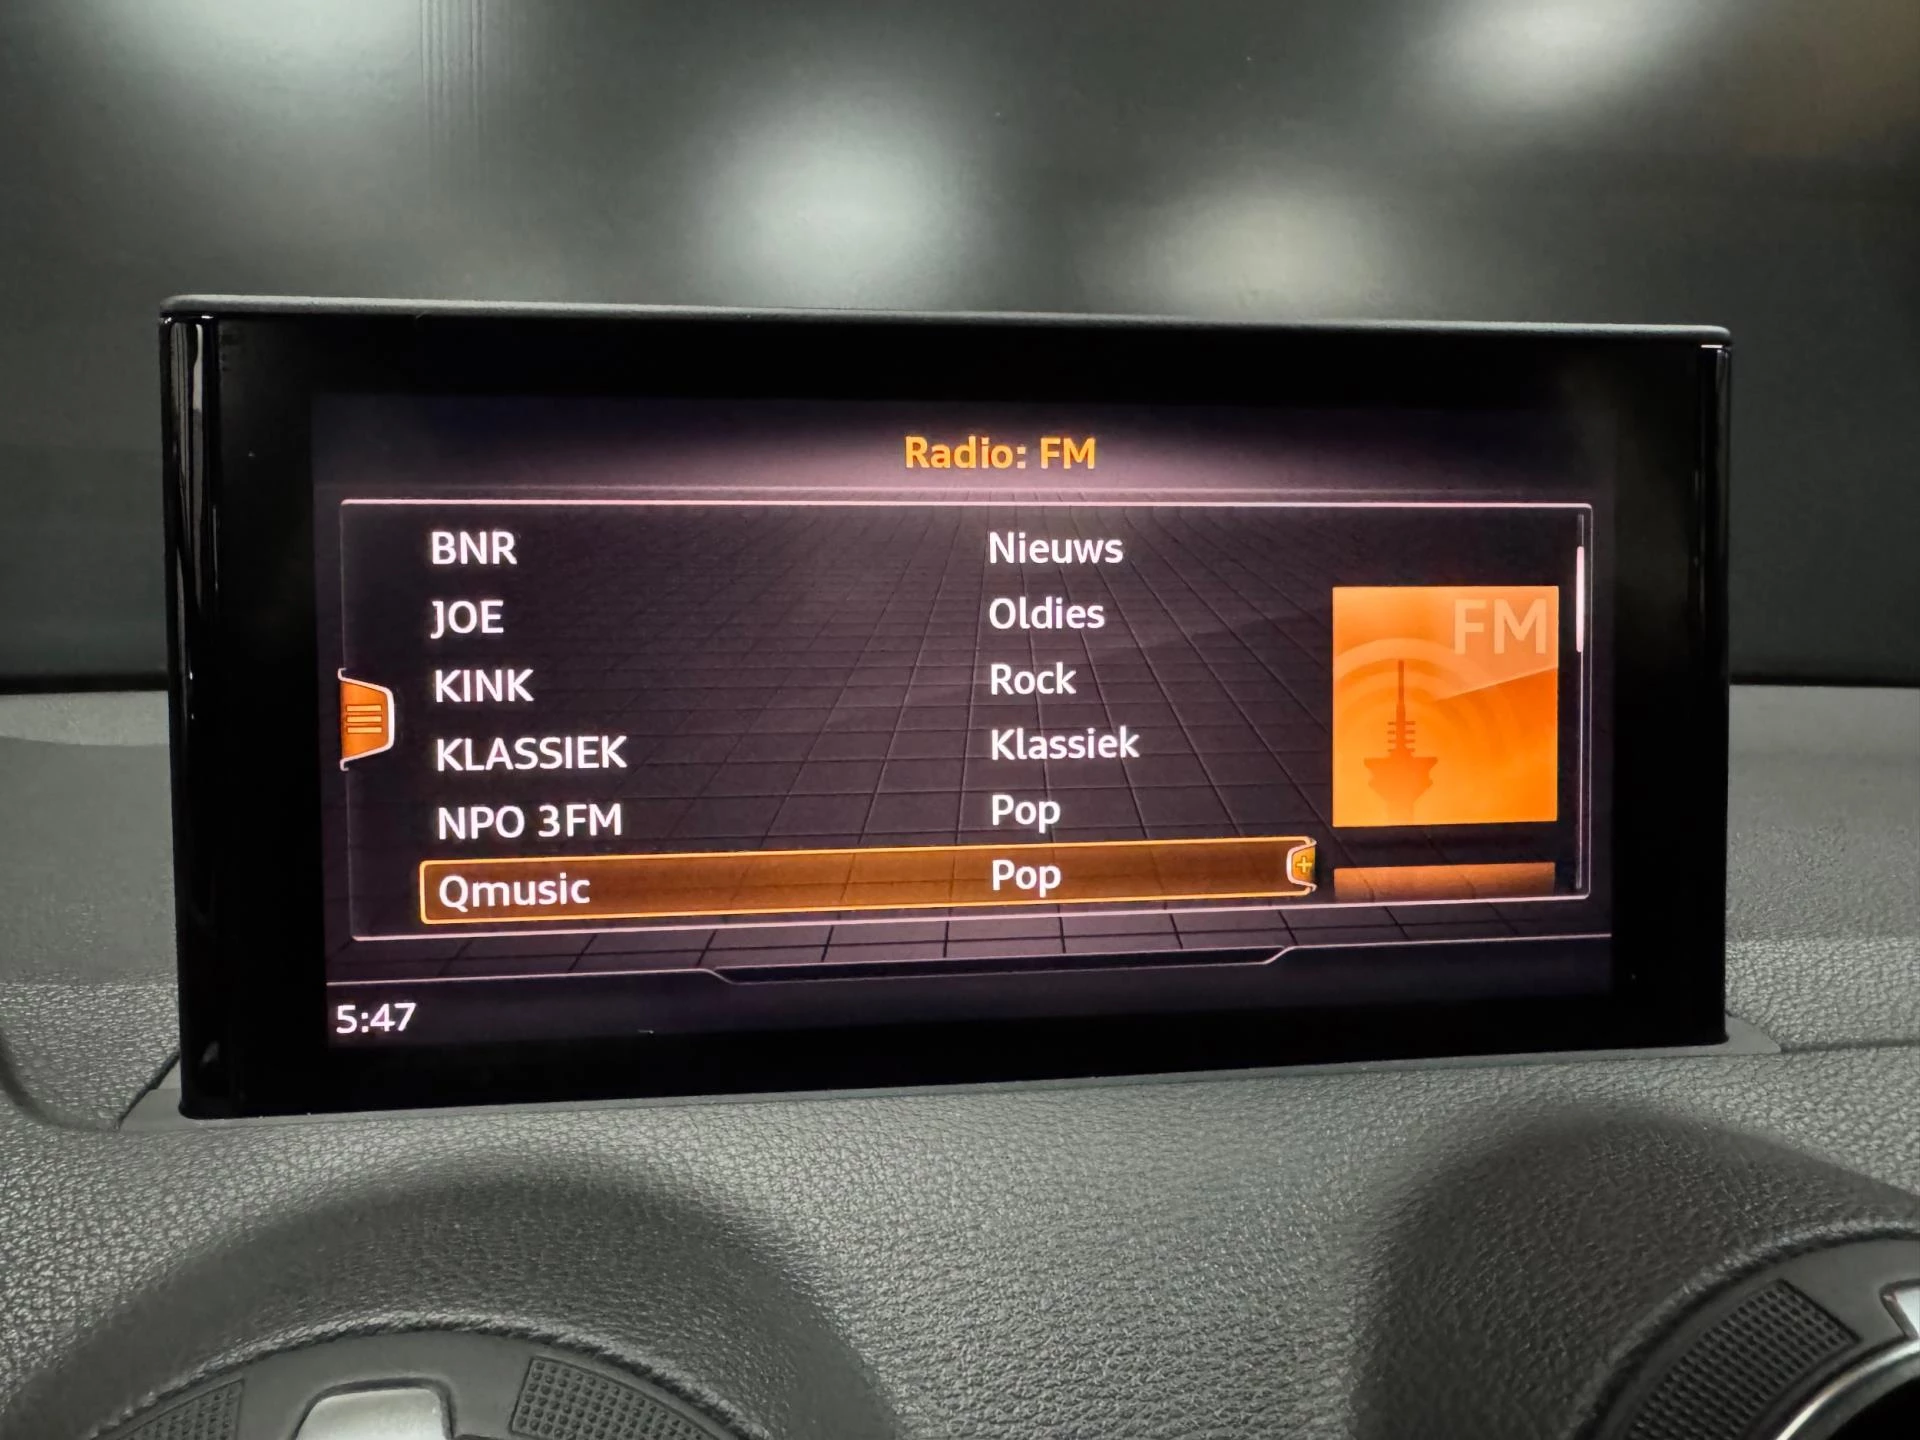 Radio: FM
BNR Nieuws
JOE Oldies
FM
KINK Rock
KLASSIEK Klassiek
NPO 3FM Pop
Qmusic Pop
5:47